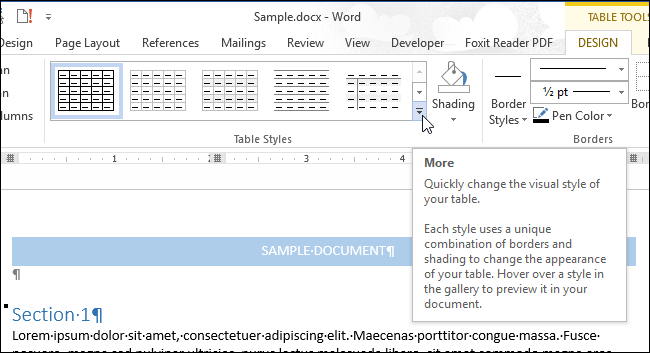 Sample.docx - Word
TABLE TOOLS
Design Page Layout References Mailings Review View Developer Foxit Reader PDF DESIGN
Shading
Border
Styles
½ pt
Pen Color
Table Styles
Borders
1 2 3 4
More
Quickly change the visual style of
your table.
Each style uses a unique
combination of borders and
shading to change the appearance
of your table. Hover over a style in
the gallery to preview it in your
document.
SAMPLE·DOCUMENT¶
¶
Section·1¶
Lorem·ipsum·dolor·sit·amet,·consectetuer·adipiscing·elit.·Maecenas·porttitor·congue·massa.·Fusce·